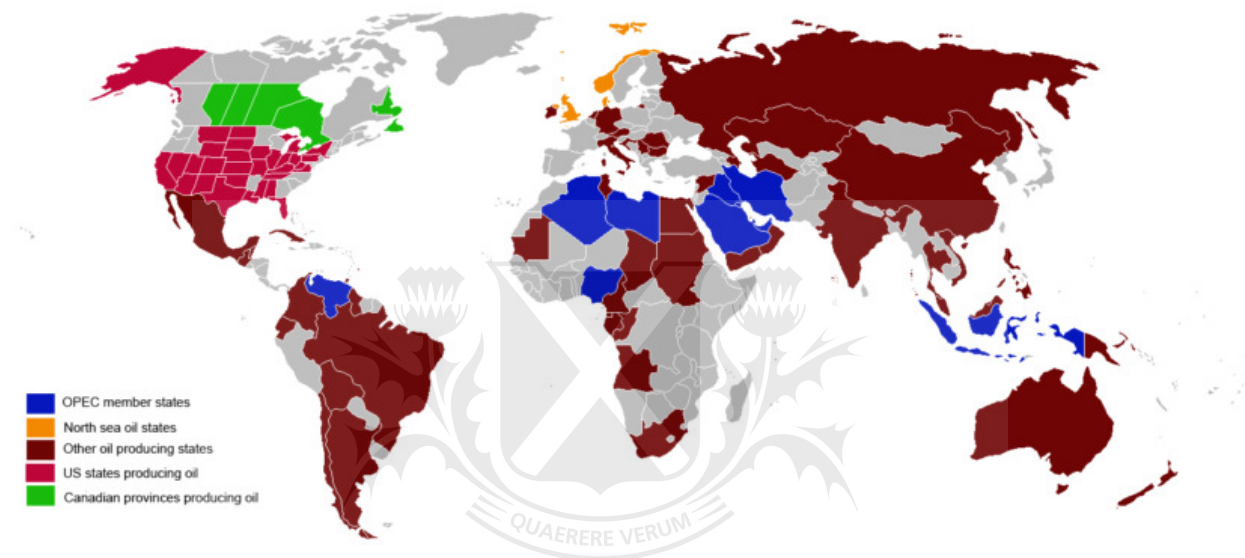 OPEC member states
North sea oil states
Other oil producing states
US states producing oil
Canadian provinces producing oil
QUAERERE VERUM